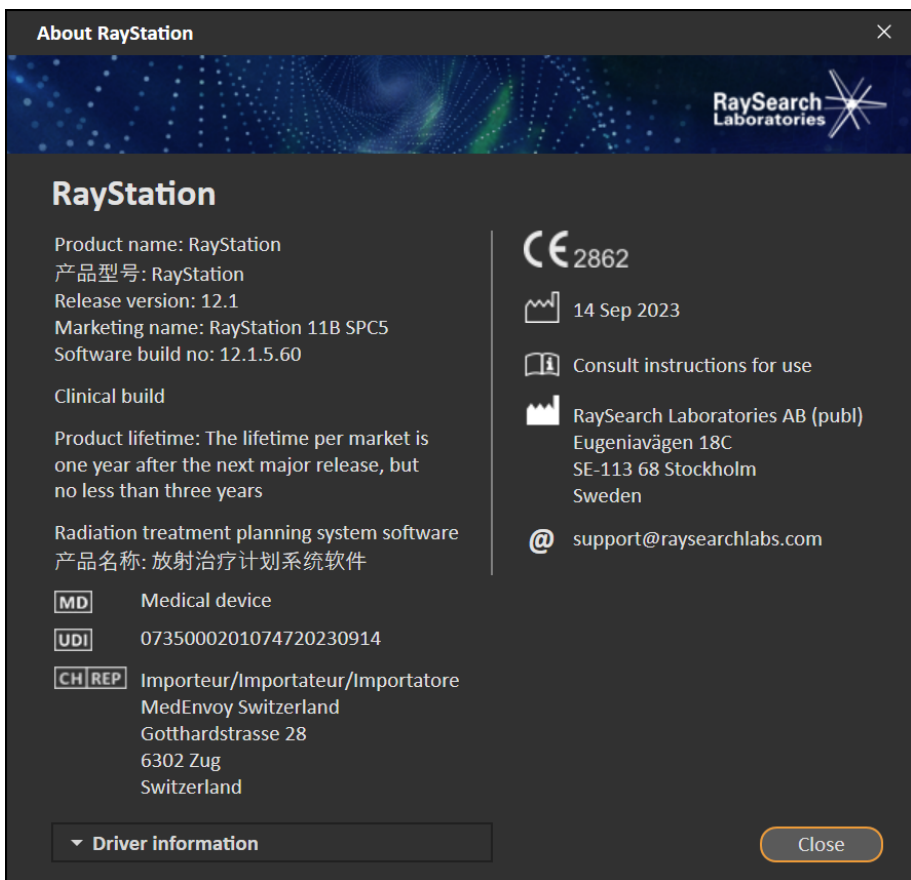 About RayStation
RaySearch
Laboratories
RayStation
Product name: RayStation
产品型号: RayStation
Release version: 12.1
Marketing name: RayStation 11B SPC5
Software build no: 12.1.5.60
Clinical build
Product lifetime: The lifetime per market is
one year after the next major release, but
no less than three years
Radiation treatment planning system software
产品名称: 放射治疗计划系统软件
MD Medical device
UDI 0735000201074720230914
CH REP Importeur/Importateur/Importatore
MedEnvoy Switzerland
Gotthardstrasse 28
6302 Zug
Switzerland
CE 2862
14 Sep 2023
Consult instructions for use
RaySearch Laboratories AB (publ)
Eugeniavägen 18C
SE-113 68 Stockholm
Sweden
@ support@raysearchlabs.com
Driver information
Close